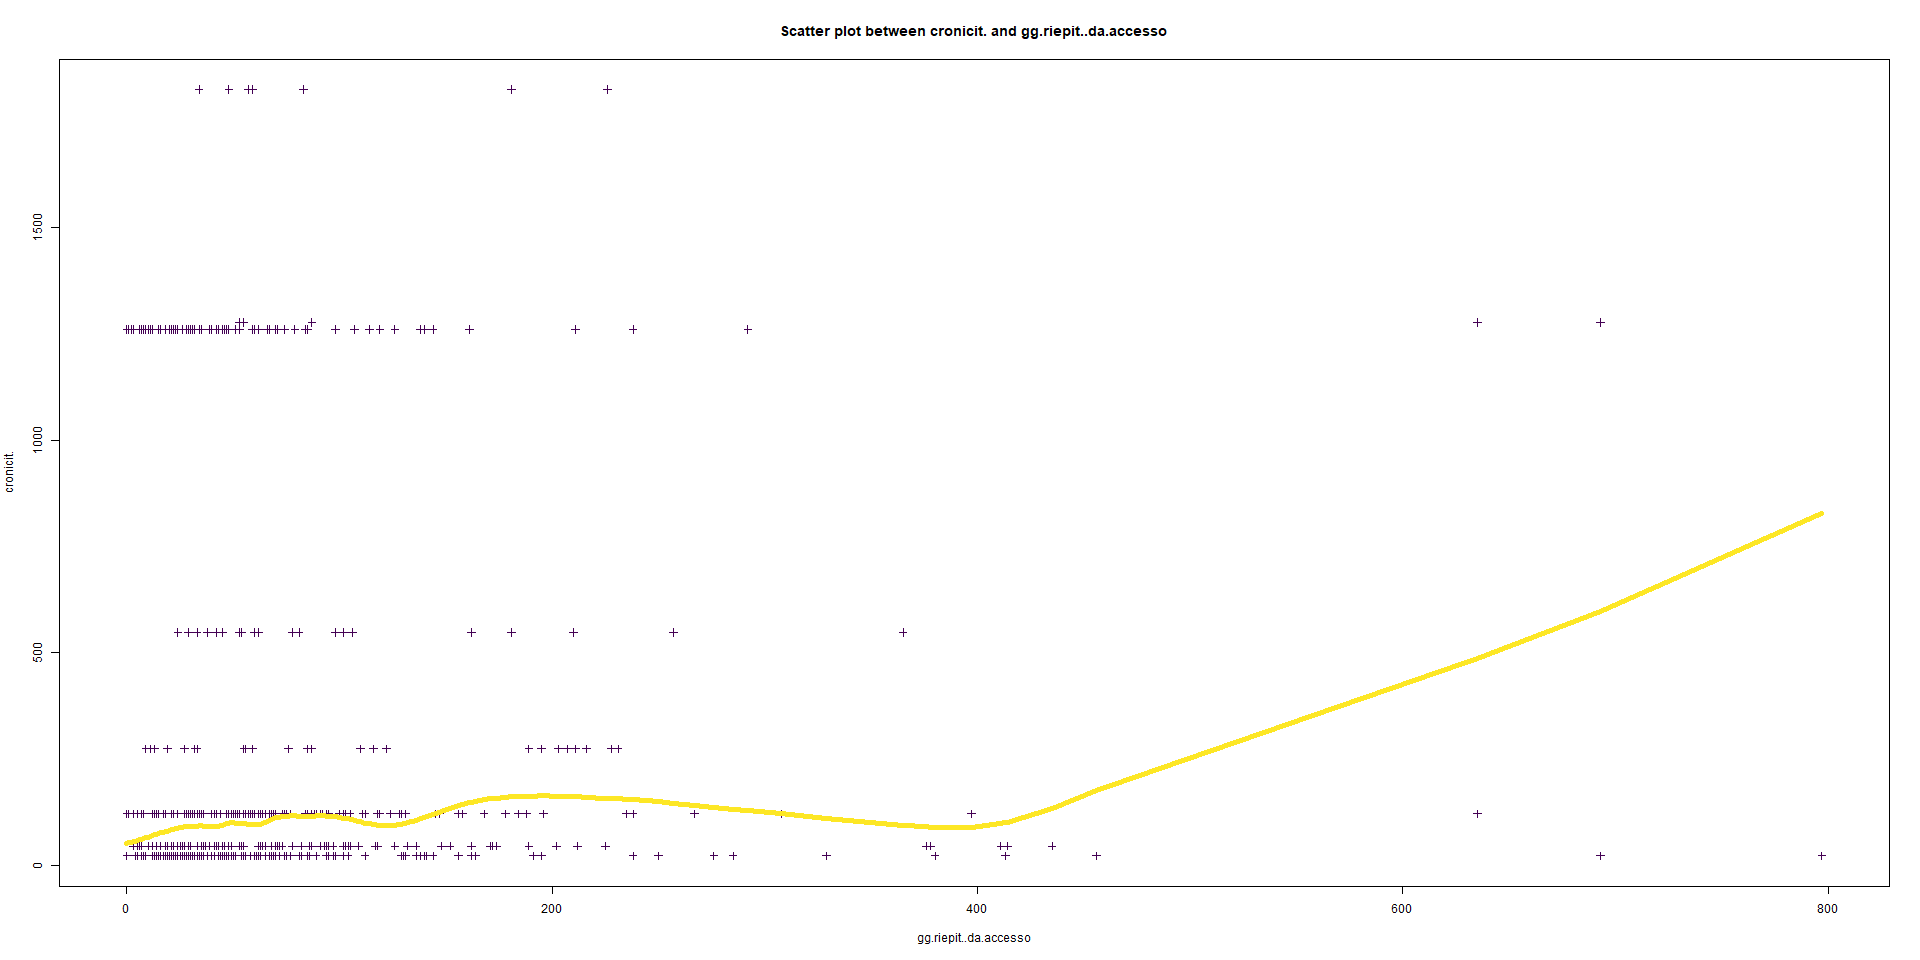 Scatter plot between cronicit. and gg.riepit..da.accesso
1500
1000
500
0
cronicit.
0 200 400 600 800
gg.riepit..da.accesso